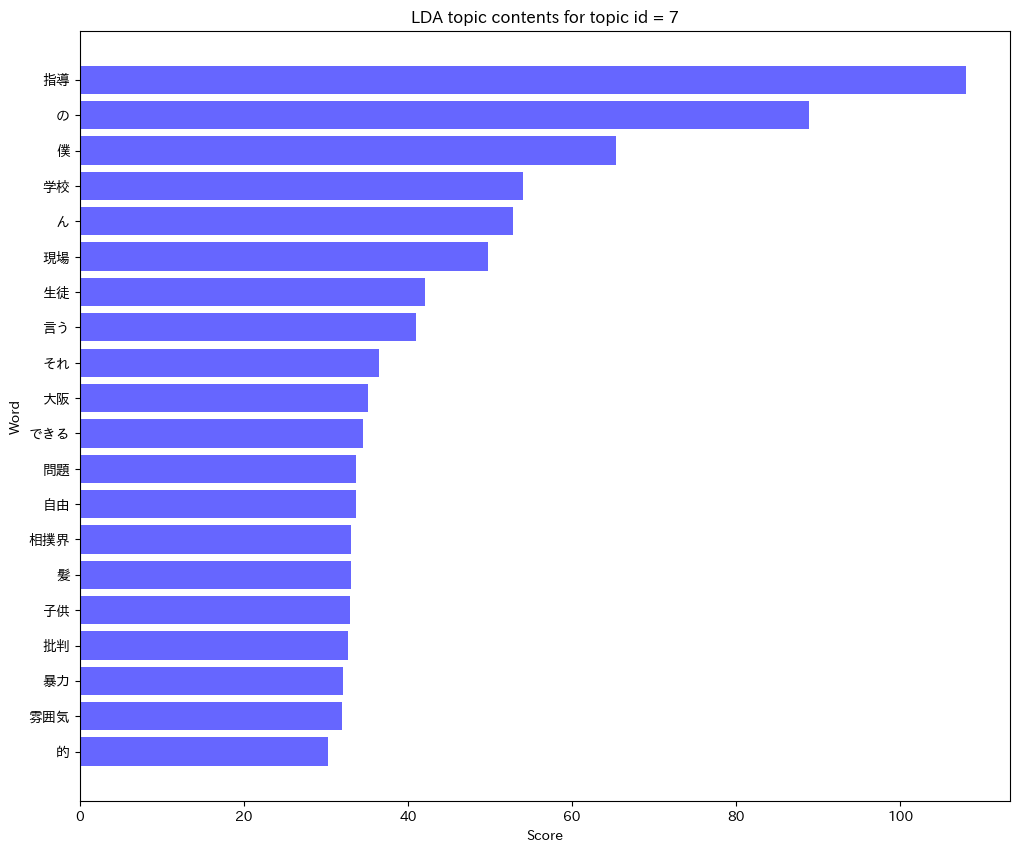 LDA topic contents for topic id = 7
指導
の
僕
学校
ん
現場
生徒
言う
それ
大阪
できる
問題
自由
相撲界
髪
子供
批判
暴力
雰囲気
的
Word
0 20 40 60 80 100
Score